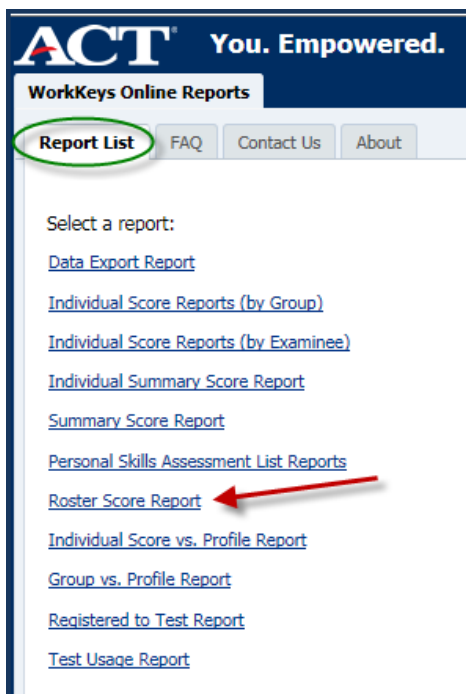 ACT® You. Empowered.
WorkKeys Online Reports
Report List FAQ Contact Us About
Select a report:
Data Export Report
Individual Score Reports (by Group)
Individual Score Reports (by Examinee)
Individual Summary Score Report
Summary Score Report
Personal Skills Assessment List Reports
Roster Score Report
Individual Score vs. Profile Report
Group vs. Profile Report
Registered to Test Report
Test Usage Report